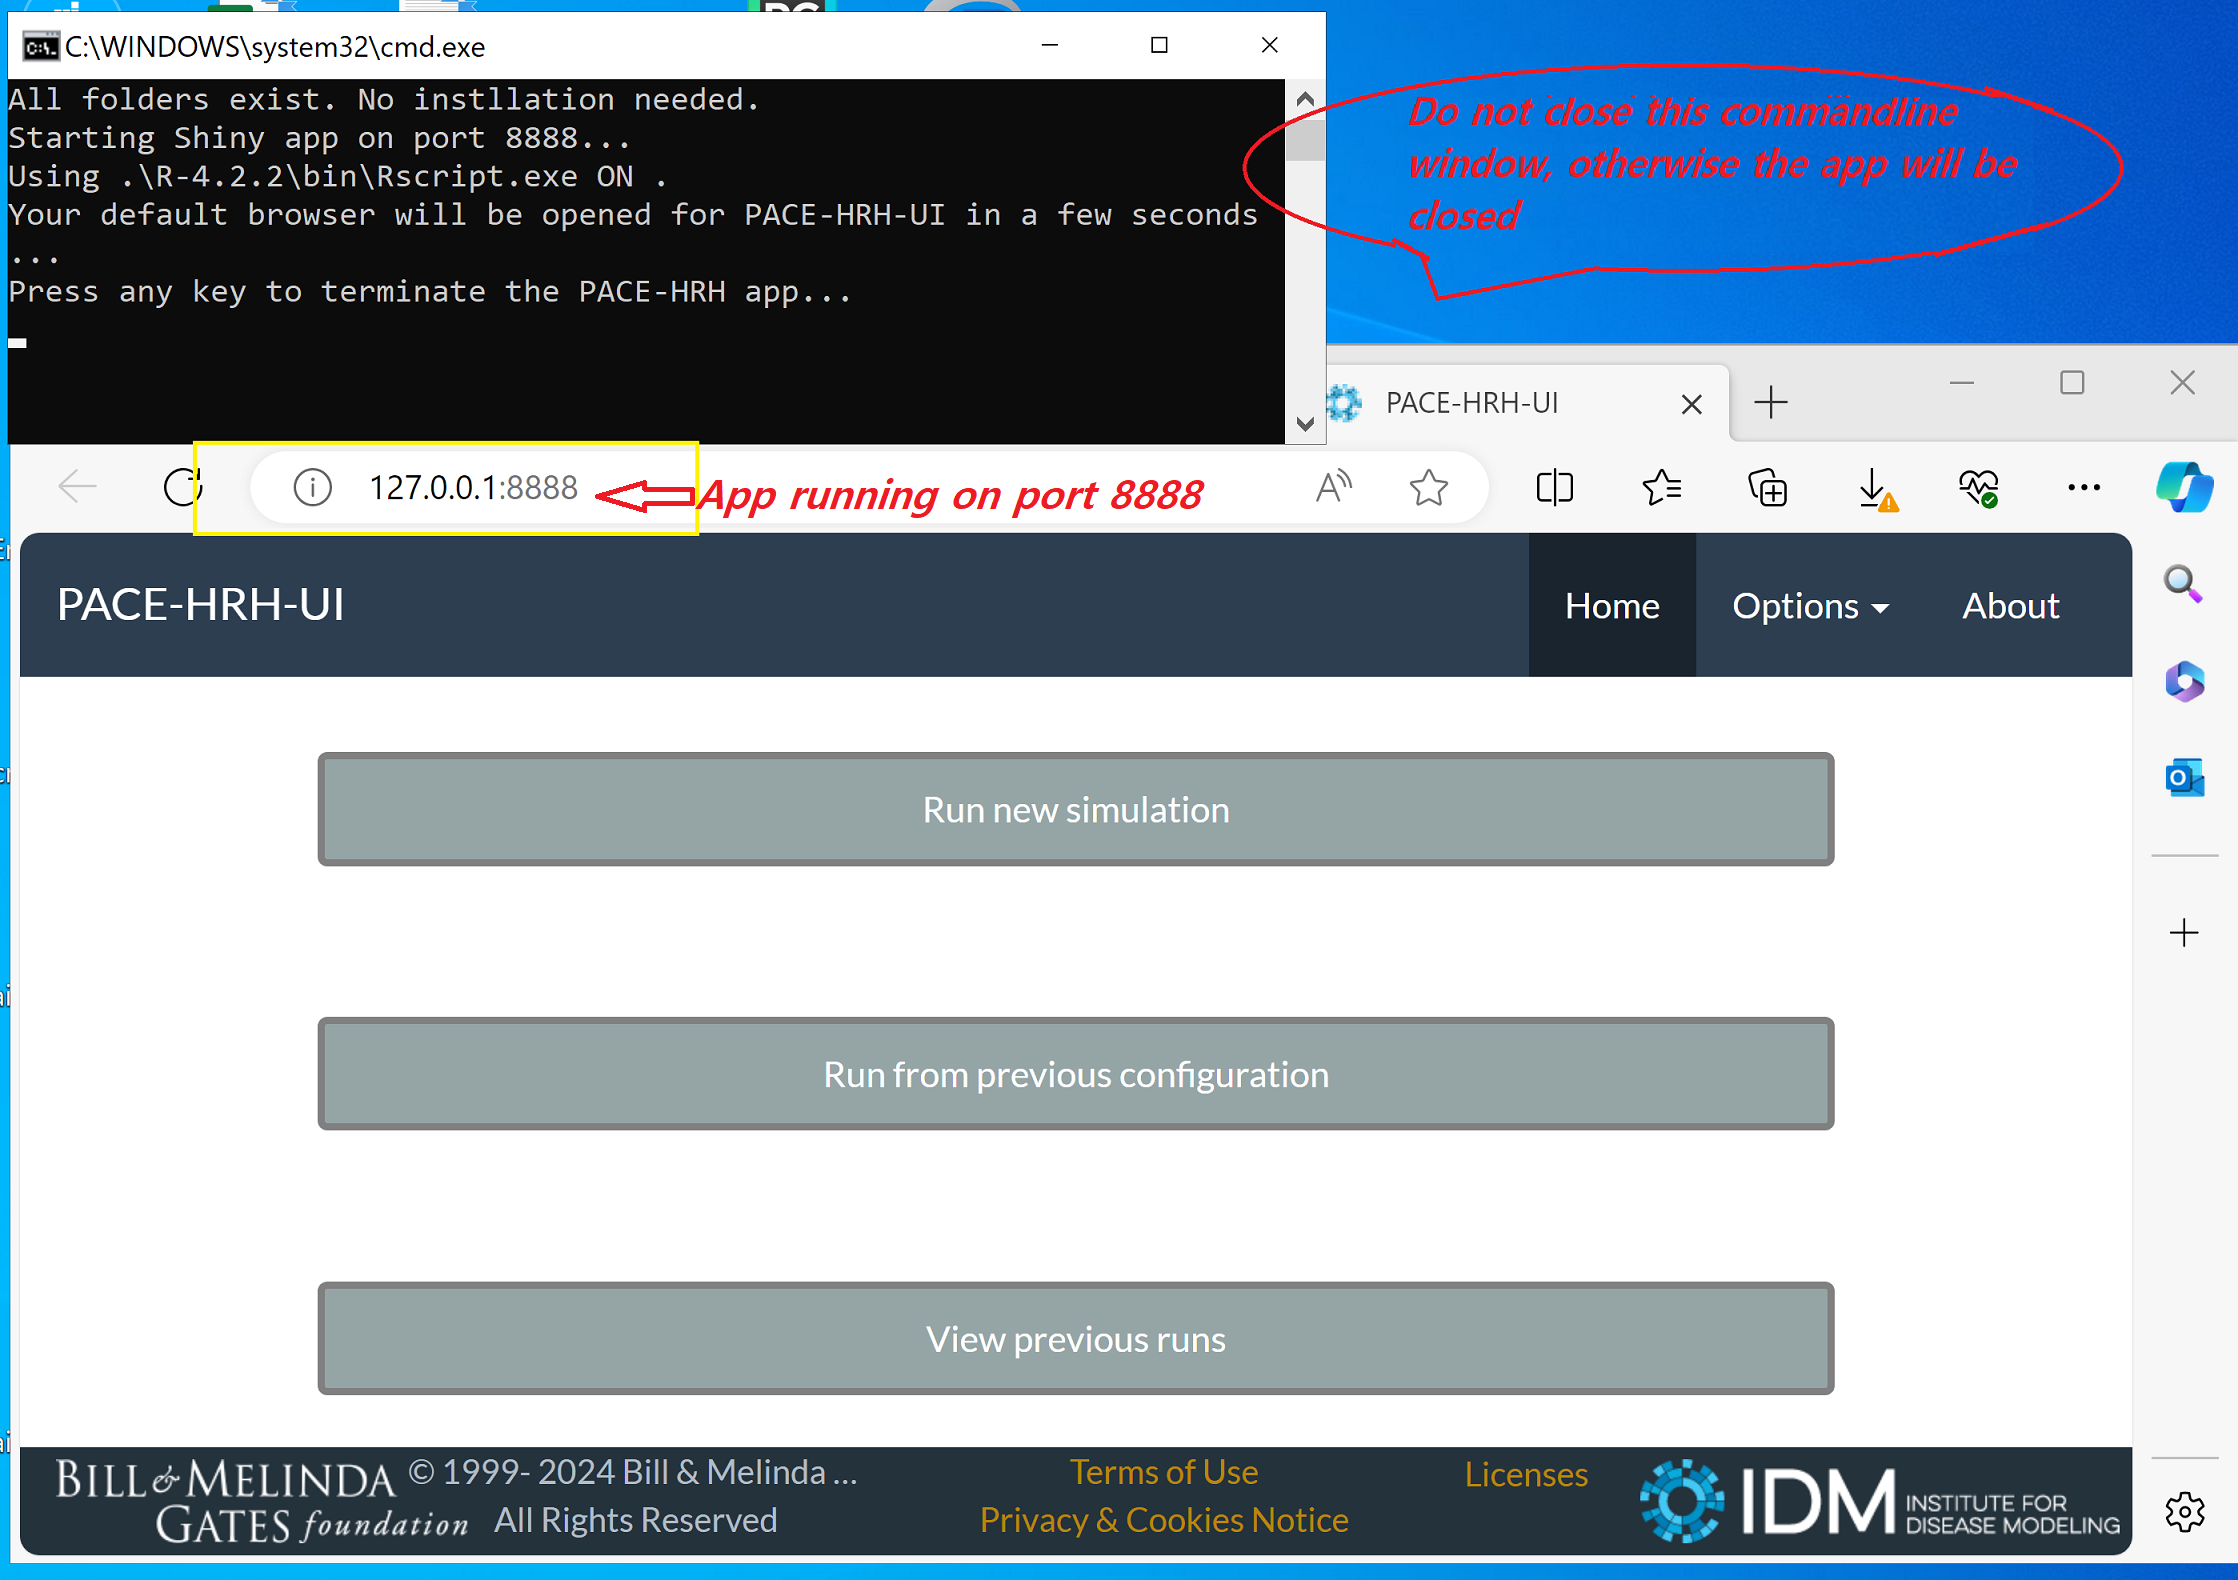 C:\WINDOWS\system32\cmd.exe
All folders exist. No instllation needed.
Starting Shiny app on port 8888...
Using .\R-4.2.2\bin\Rscript.exe ON .
Your default browser will be opened for PACE-HRH-UI in a few seconds
...
Press any key to terminate the PACE-HRH app...
Do not close this commandline
window, otherwise the app will be
closed
PACE-HRH-UI
127.0.0.1:8888
App running on port 8888
PACE-HRH-UI
Home
Options
About
Run new simulation
Run from previous configuration
View previous runs
BILL & MELINDA
GATES foundation
© 1999- 2024 Bill & Melinda ...
All Rights Reserved
Terms of Use
Privacy & Cookies Notice
Licenses
IDM
INSTITUTE FOR
DISEASE MODELING